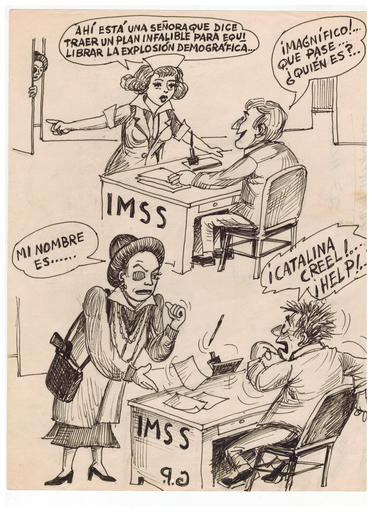 AHÍ ESTÁ UNA SEÑORA QUE DICE
TRAER UN PLAN INFALIBLE PARA EQUI
LIBRAR LA EXPLOSIÓN DEMOGRÁFICA...
¡MAGNÍFICO!...
QUE PASE..
¿QUIEN ES?..
IMSS
MI NOMBRE
ES......
¡CATALINA
CREEL!...
¡HELP!..
IMSS
P.G